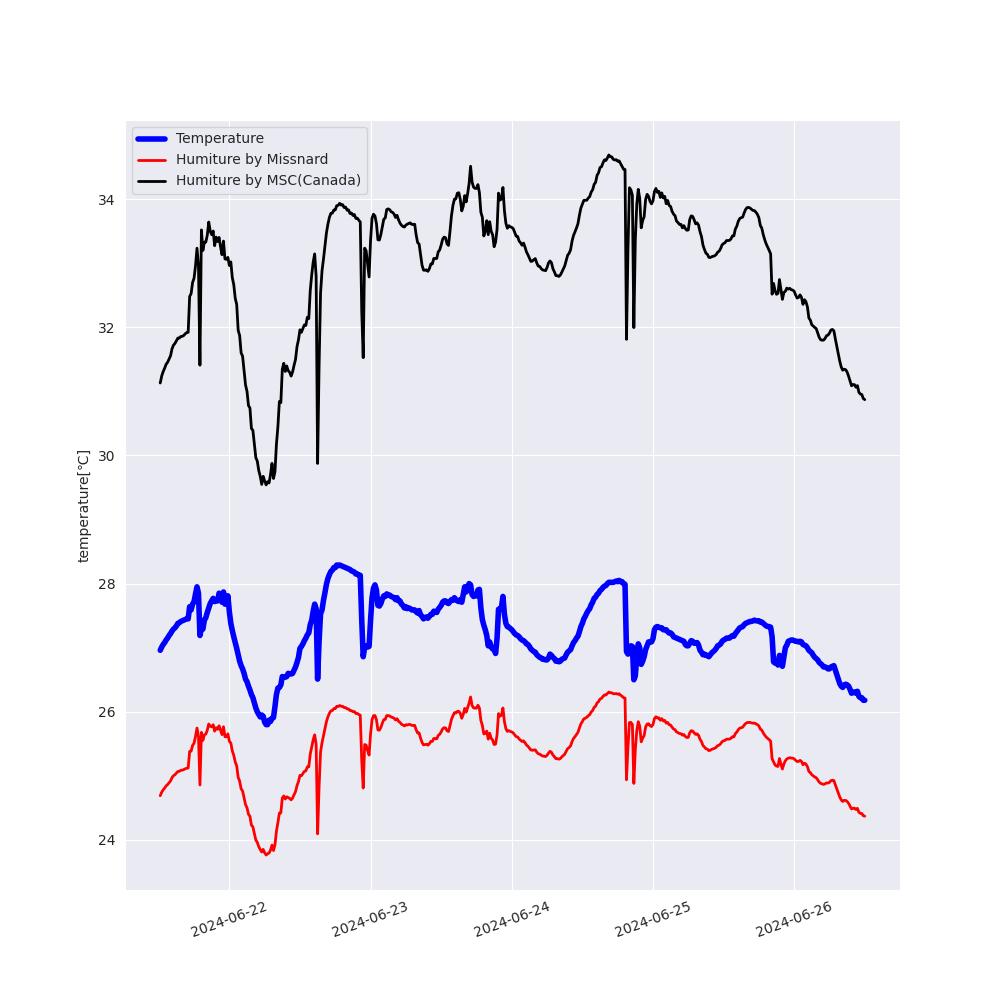 Temperature
Humiture by Missnard
Humiture by MSC(Canada)
34
32
30
28
26
24
temperature[℃]
2024-06-22
2024-06-23
2024-06-24
2024-06-25
2024-06-26